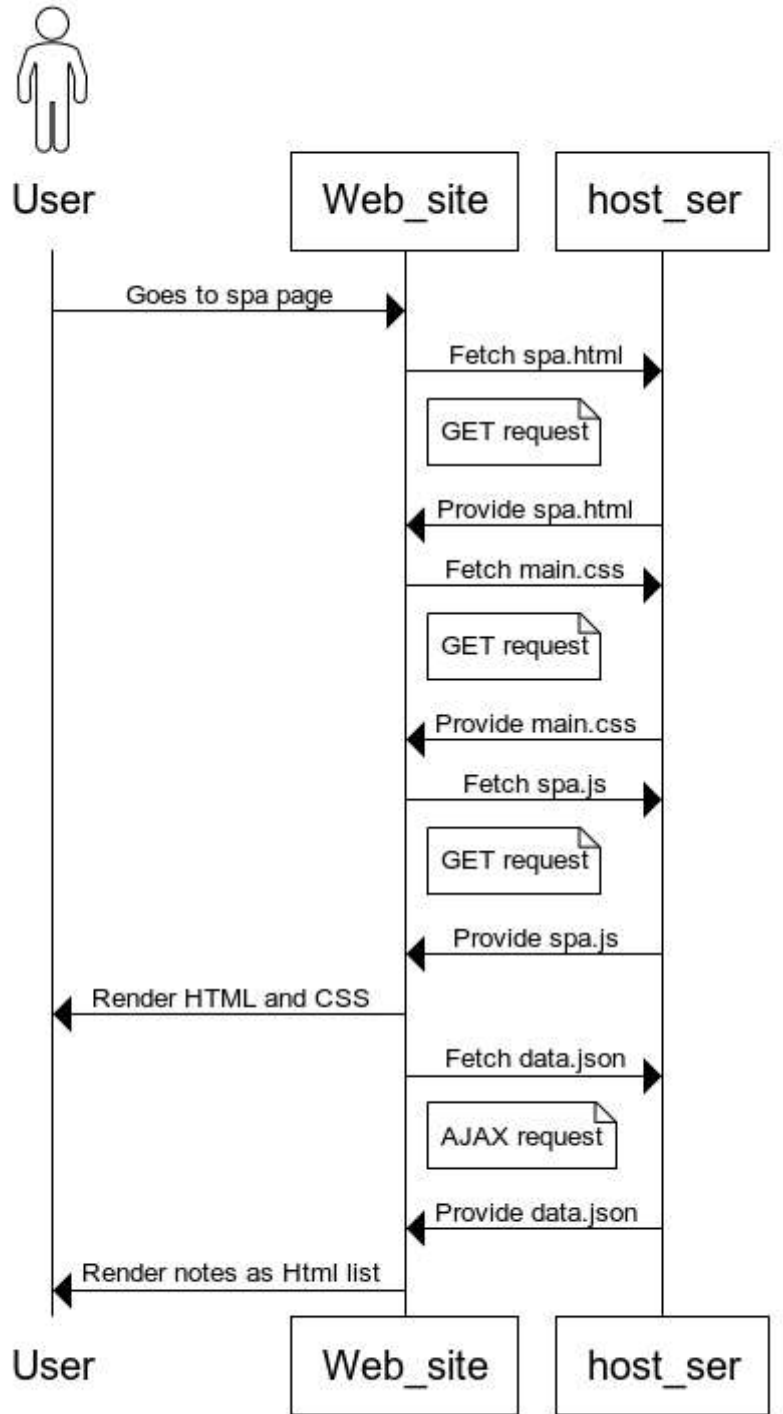 User
Web_site
host_ser
Goes to spa page
Fetch spa.html
GET request
Provide spa.html
Fetch main.css
GET request
Provide main.css
Fetch spa.js
GET request
Provide spa.js
Render HTML and CSS
Fetch data.json
AJAX request
Provide data.json
Render notes as Html list
User
Web_site
host_ser